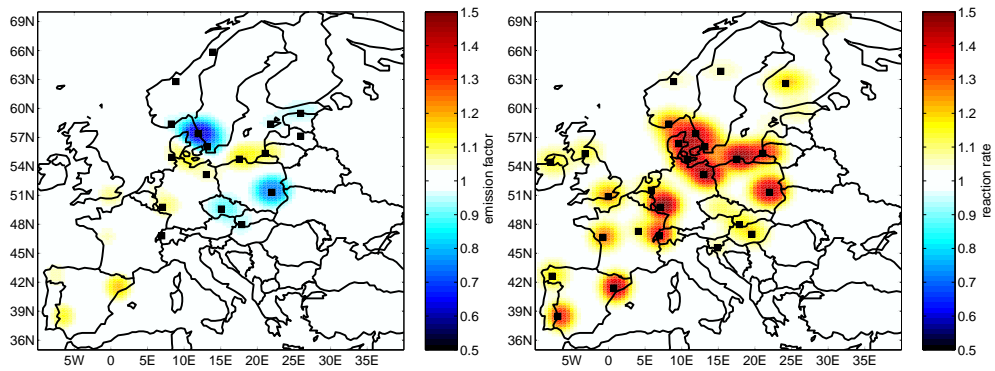 69N
66N
63N
60N
57N
54N
51N
48N
45N
42N
39N
36N
5W 0 5E 10E 15E 20E 25E 30E 35E
1.5
1.4
1.3
1.2
1.1
1
0.9
0.8
0.7
0.6
0.5
emission factor
69N
66N
63N
60N
57N
54N
51N
48N
45N
42N
39N
36N
5W 0 5E 10E 15E 20E 25E 30E 35E
1.5
1.4
1.3
1.2
1.1
1
0.9
0.8
0.7
0.6
0.5
reaction rate